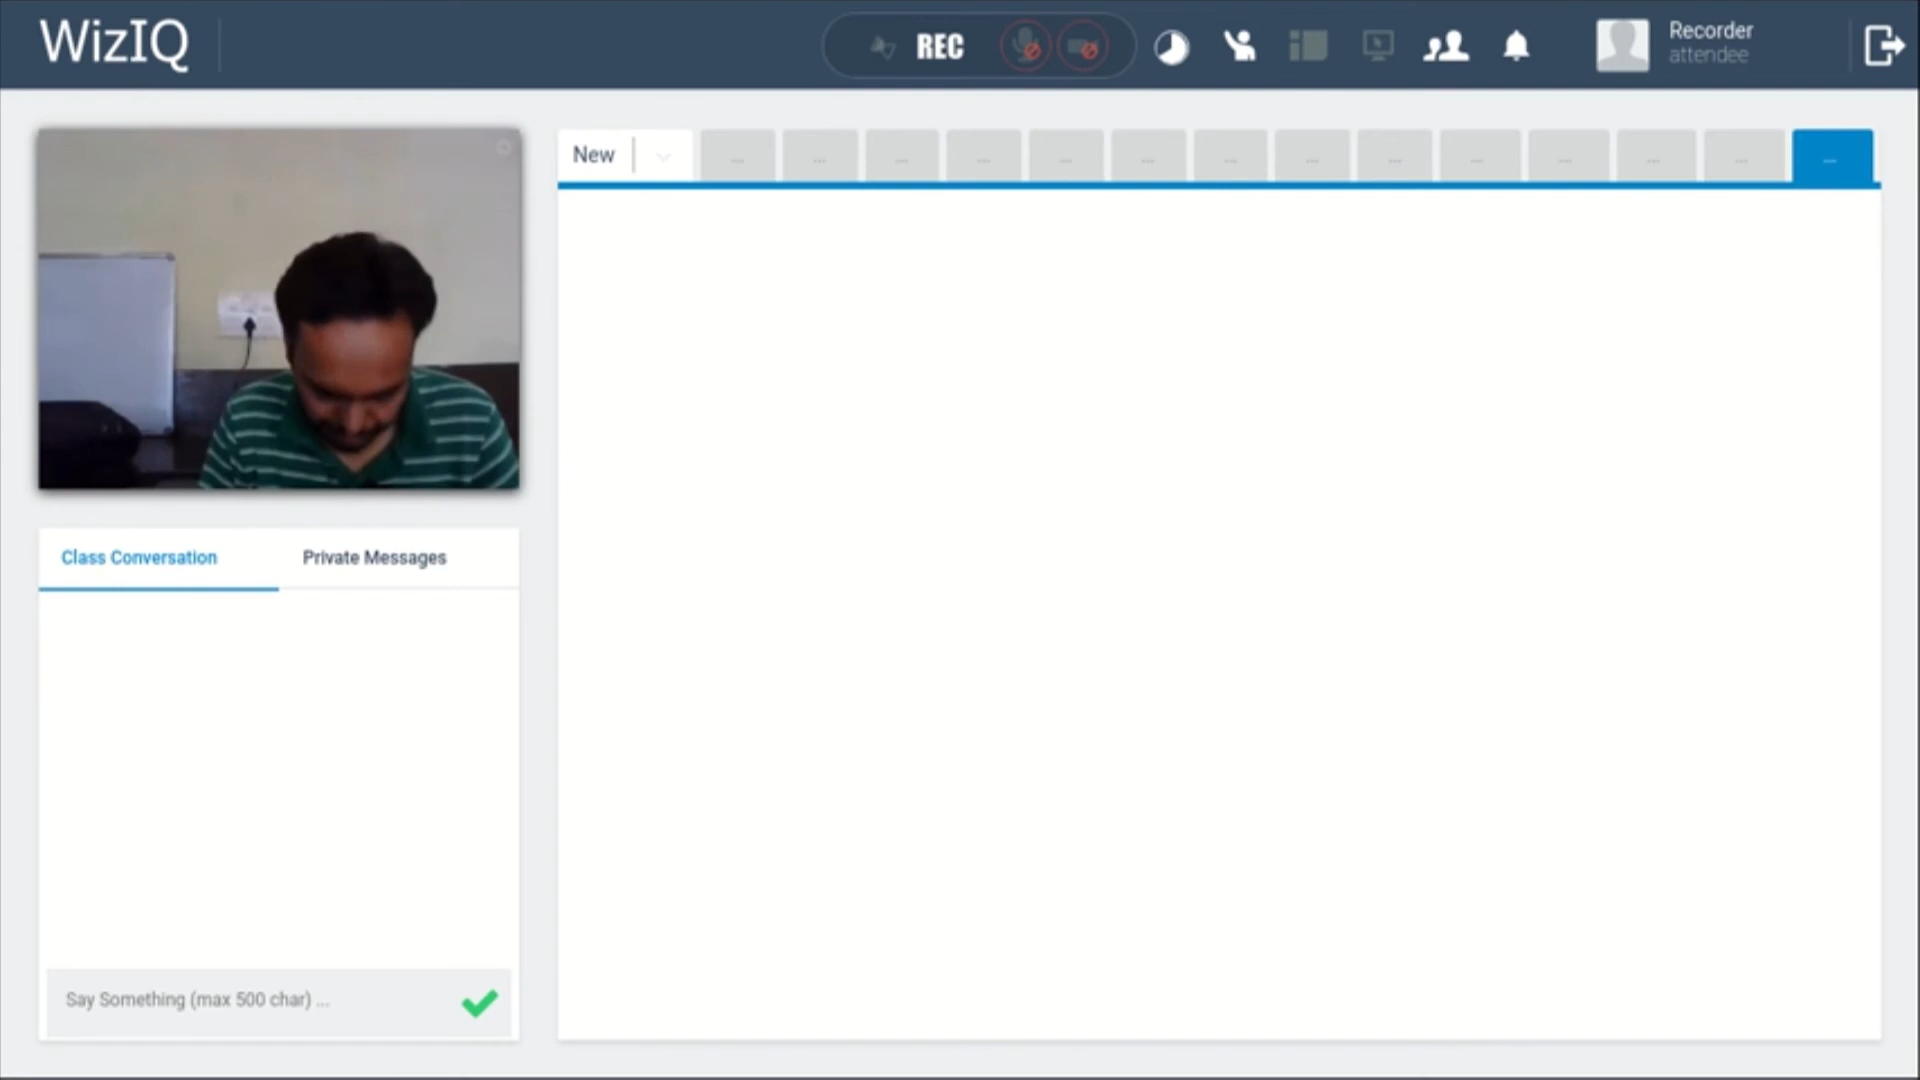 WizIQ
REC
Recorder
attendee
New
... ... ... ... ... ... ... ... ... ... ... ... ... ...
Class Conversation
Private Messages
Say Something (max 500 char) ...